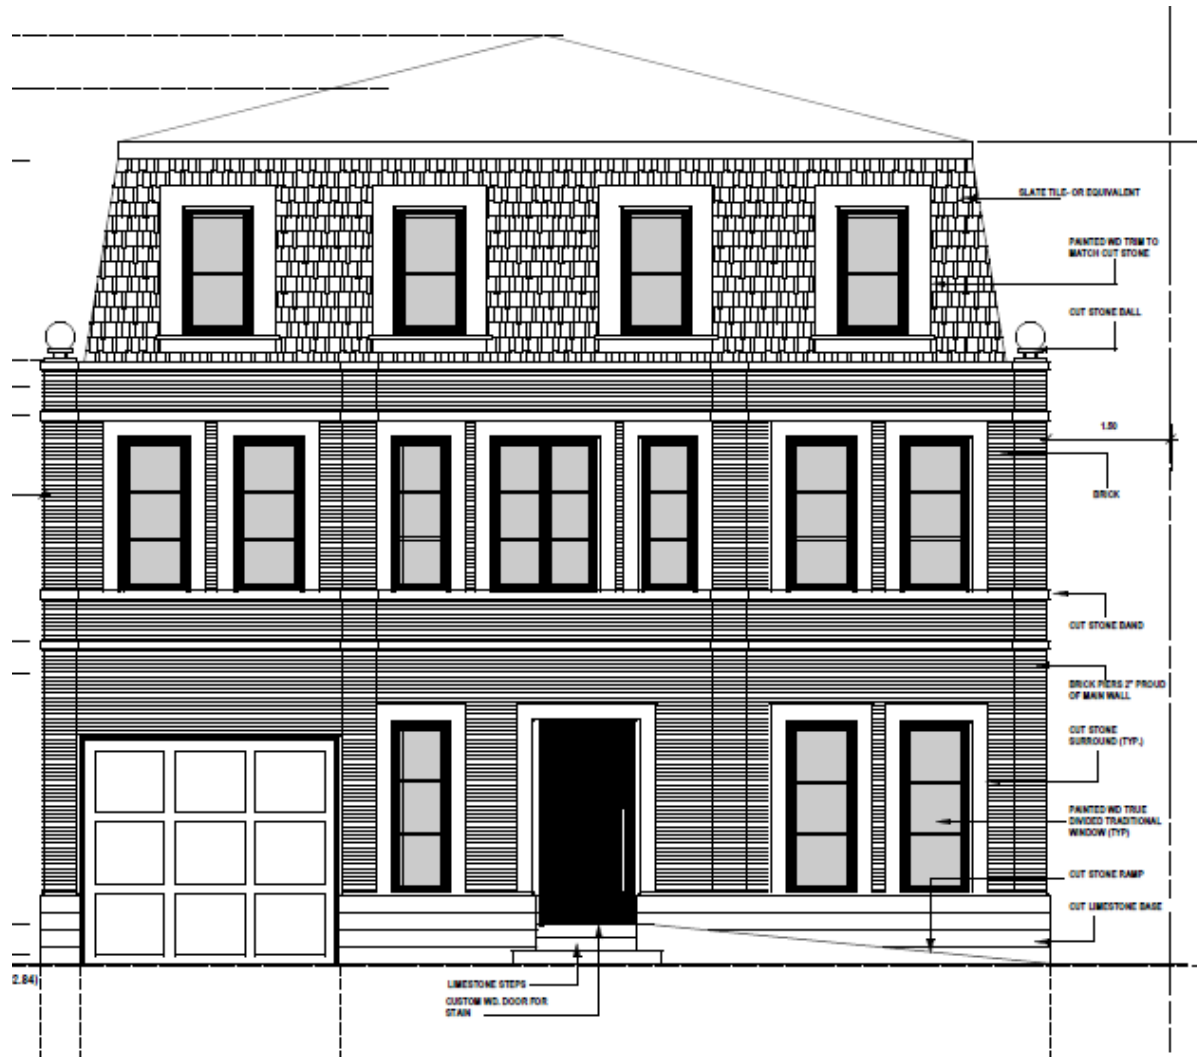 SLATE TILE- OR EQUIVALENT
PAINTED WD TRIM TO
MATCH CUT STONE
CUT STONE BALL
1.50
BRICK
CUT STONE BAND
BRICK PIERS 2" PROUD
OF MAIN WALL
CUT STONE
SURROUND (TYP.)
PAINTED WD TRUE
DIVIDED TRADITIONAL
WINDOW (TYP)
CUT STONE RAMP
CUT LIMESTONE BASE
2.84)
LIMESTONE STEPS
CUSTOM WD. DOOR FOR
STAIN